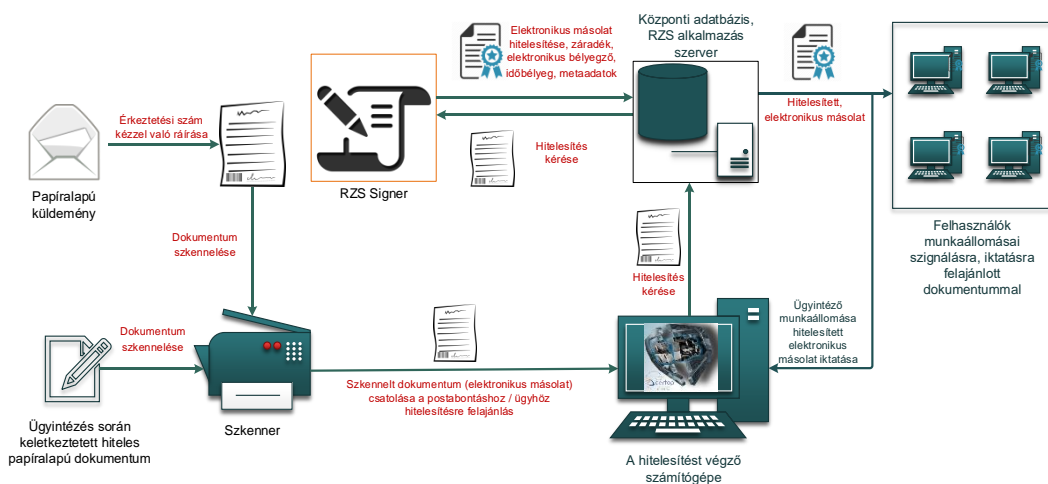 Érkeztetési szám
kézzel való ráírása
Papíralapú
küldemény
RZS Signer
Elektronikus másolat
hitelesítése, záradék,
elektronikus bélyegző,
időbélyeg, metaadatok
Hitelesítés
kérése
Központi adatbázis,
RZS alkalmazás
szerver
Hitelesített,
elektronikus másolat
Felhasználók
munkaállomásai
szignálásra, iktatásra
felajánlott
dokumentummal
Dokumentum
szkennelése
Hitelesítés
kérése
Ügyintéző
munkaállomása
hitelesített
elektronikus
másolat iktatása
Dokumentum
szkennelése
Ügyintézés során
keletkeztetett hiteles
papíralapú dokumentum
Szkenner
Szkennelt dokumentum (elektronikus másolat)
csatolása a postabontáshoz / ügyhöz
hitelesítésre felajánlás
A hitelesítést végző
számítógépe